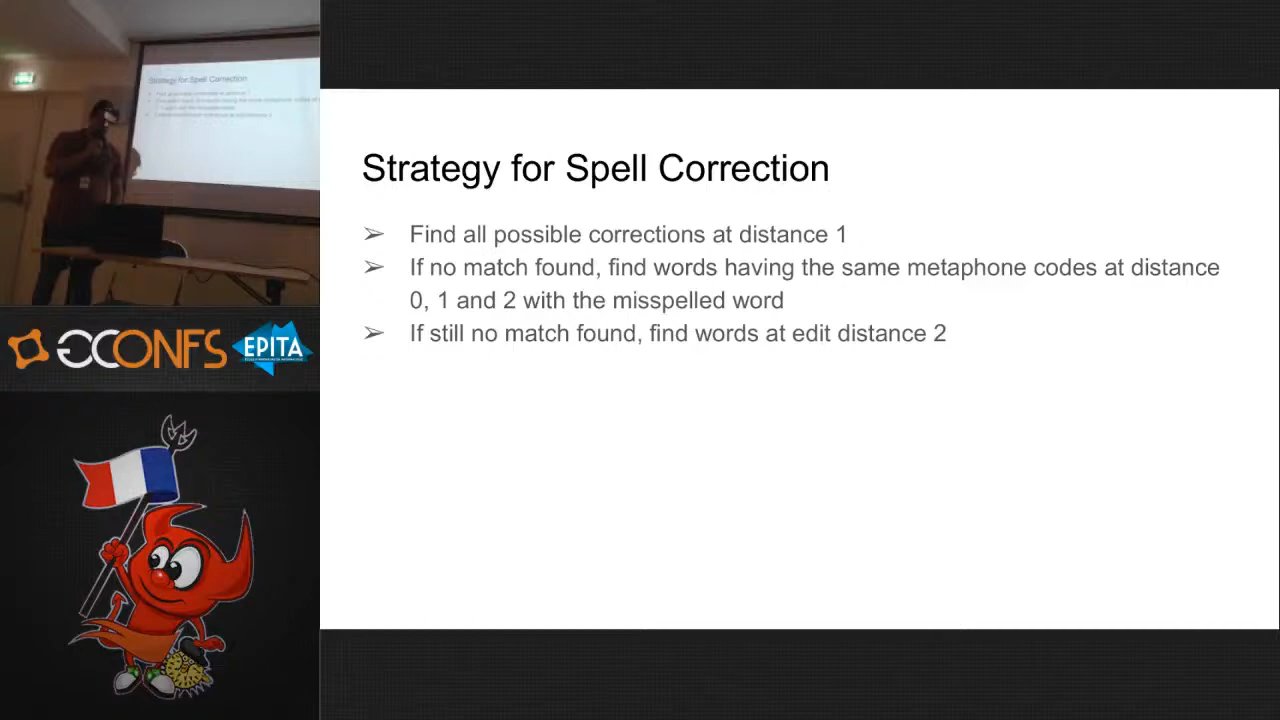 Strategy for Spell Correction
GCONFS
EPITA
Strategy for Spell Correction
➢ Find all possible corrections at distance 1
➢ If no match found, find words having the same metaphone codes at distance
0, 1 and 2 with the misspelled word
➢ If still no match found, find words at edit distance 2